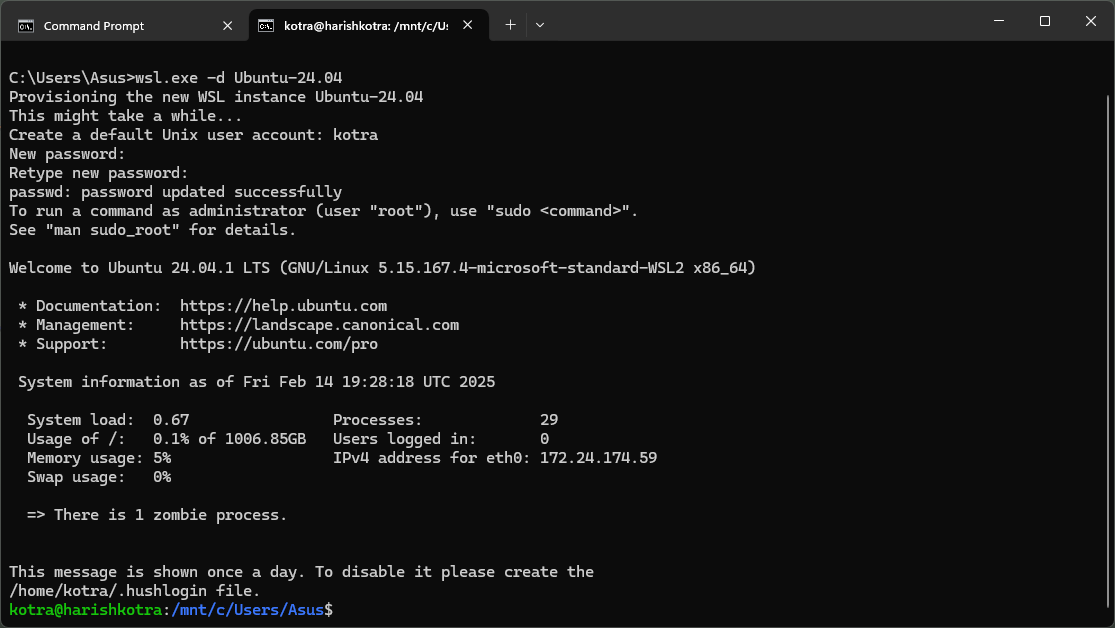 Command Prompt
kotra@harishkotra: /mnt/c/Us
C:\Users\Asus>wsl.exe -d Ubuntu-24.04
Provisioning the new WSL instance Ubuntu-24.04
This might take a while...
Create a default Unix user account: kotra
New password:
Retype new password:
passwd: password updated successfully
To run a command as administrator (user "root"), use "sudo <command>".
See "man sudo_root" for details.
Welcome to Ubuntu 24.04.1 LTS (GNU/Linux 5.15.167.4-microsoft-standard-WSL2 x86_64)
* Documentation:  https://help.ubuntu.com
* Management:     https://landscape.canonical.com
* Support:        https://ubuntu.com/pro
System information as of Fri Feb 14 19:28:18 UTC 2025
System load:  0.67                Processes:             29
Usage of /:   0.1% of 1006.85GB   Users logged in:       0
Memory usage: 5%                  IPv4 address for eth0: 172.24.174.59
Swap usage:   0%
=> There is 1 zombie process.
This message is shown once a day. To disable it please create the
/home/kotra/.hushlogin file.
kotra@harishkotra:/mnt/c/Users/Asus$